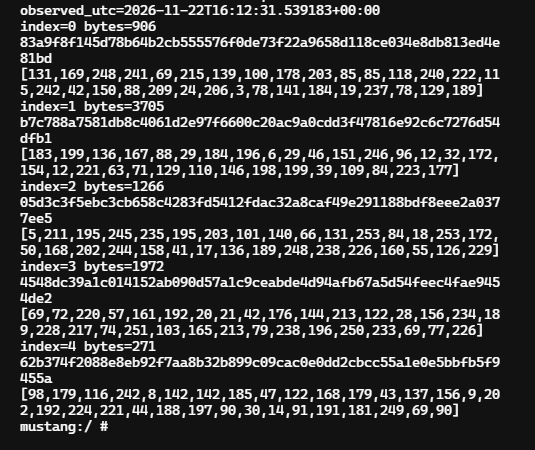 observed_utc=2026-11-22T16:12:31.539183+00:00
index=0 bytes=906
83a9f8f145d78b64b2cb555576f0de73f22a9658d118ce034e8db813ed4e
81bd
[131,169,248,241,69,215,139,100,178,203,85,85,118,240,222,11
5,242,42,150,88,209,24,206,3,78,141,184,19,237,78,129,189]
index=1 bytes=3705
b7c788a7581db8c4061d2e97f6600c20ac9a0cdd3f47816e92c6c7276d54
dfb1
[183,199,136,167,88,29,184,196,6,29,46,151,246,96,12,32,172,
154,12,221,63,71,129,110,146,198,199,39,109,84,223,177]
index=2 bytes=1266
05d3c3f5ebc3cb658c4283fd5412fdac32a8caf49e291188bdf8eee2a037
7ee5
[5,211,195,245,235,195,203,101,140,66,131,253,84,18,253,172,
50,168,202,244,158,41,17,136,189,248,238,226,160,55,126,229]
index=3 bytes=1972
4548dc39a1c014152ab090d57a1c9ceabde4d94afb67a5d54feec4fae945
4de2
[69,72,220,57,161,192,20,21,42,176,144,213,122,28,156,234,18
9,228,217,74,251,103,165,213,79,238,196,250,233,69,77,226]
index=4 bytes=271
62b374f2088e8eb92f7aa8b32b899c09cac0e0dd2cbcc55a1e0e5bbfb5f9
455a
[98,179,116,242,8,142,142,185,47,122,168,179,43,137,156,9,20
2,192,224,221,44,188,197,90,30,14,91,191,181,249,69,90]
mustang:/ #